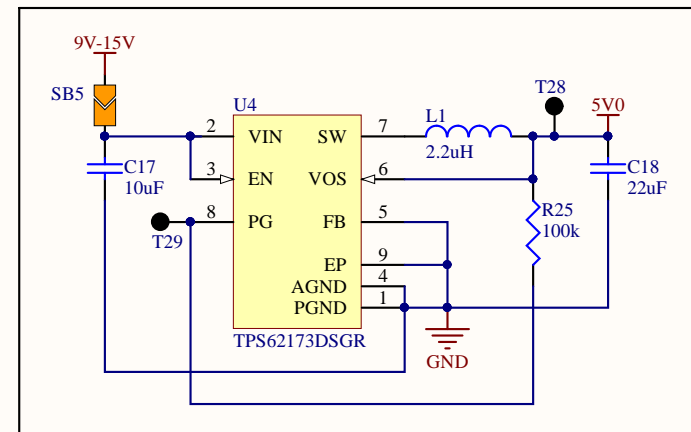 9V-15V
SB5
T28
U4
L1
5V0
2
VIN
SW
7
2.2uH
C17
10uF
3
EN
VOS
6
C18
22uF
T29
8
PG
FB
5
R25
100k
EP
9
AGND
4
PGND
1
TPS62173DSGR
GND